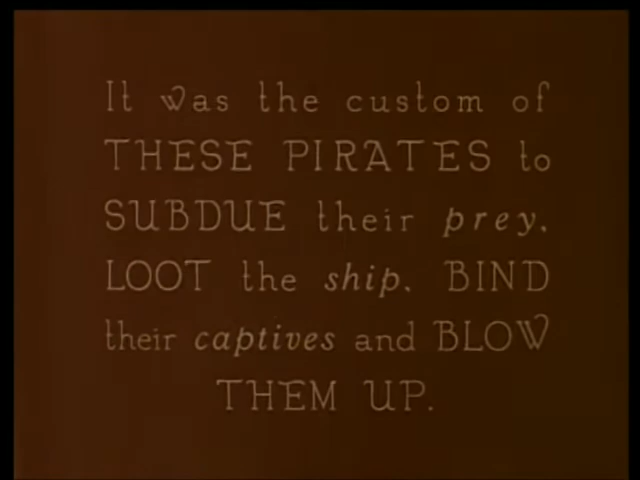 It was the custom of
THESE PIRATES to
SUBDUE their prey,
LOOT the ship, BIND
their captives and BLOW
THEM UP.